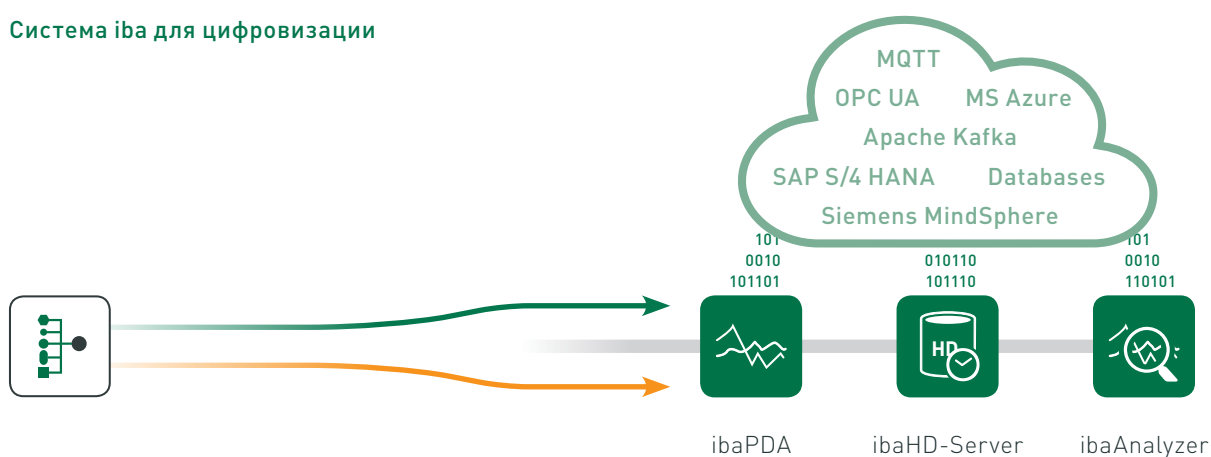 Система iba для цифровизации
MQTT
OPC UA MS Azure
Apache Kafka
SAP S/4 HANA Databases
Siemens MindSphere
101
0010
101101
010110
101110
101
0010
110101
HD
ibaPDA ibaHD-Server ibaAnalyzer